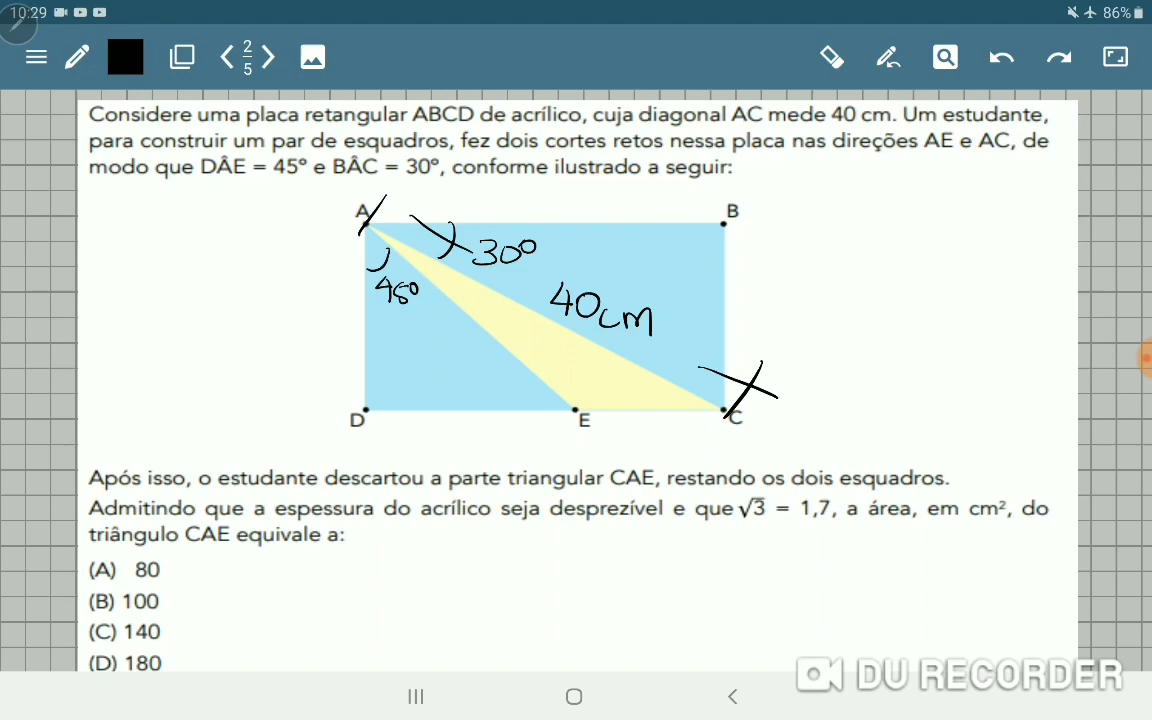 10:29
86%
2
5
Considere uma placa retangular ABCD de acrílico, cuja diagonal AC mede 40 cm. Um estudante,
para construir um par de esquadros, fez dois cortes retos nessa placa nas direções AE e AC, de
modo que DÂE = 45º e BÂC = 30º, conforme ilustrado a seguir:
A
B
30º
45º
40cm
D
E
C
Após isso, o estudante descartou a parte triangular CAE, restando os dois esquadros.
Admitindo que a espessura do acrílico seja desprezível e que √3 = 1,7, a área, em cm², do
triângulo CAE equivale a:
(A) 80
(B) 100
(C) 140
(D) 180
DU RECORDER